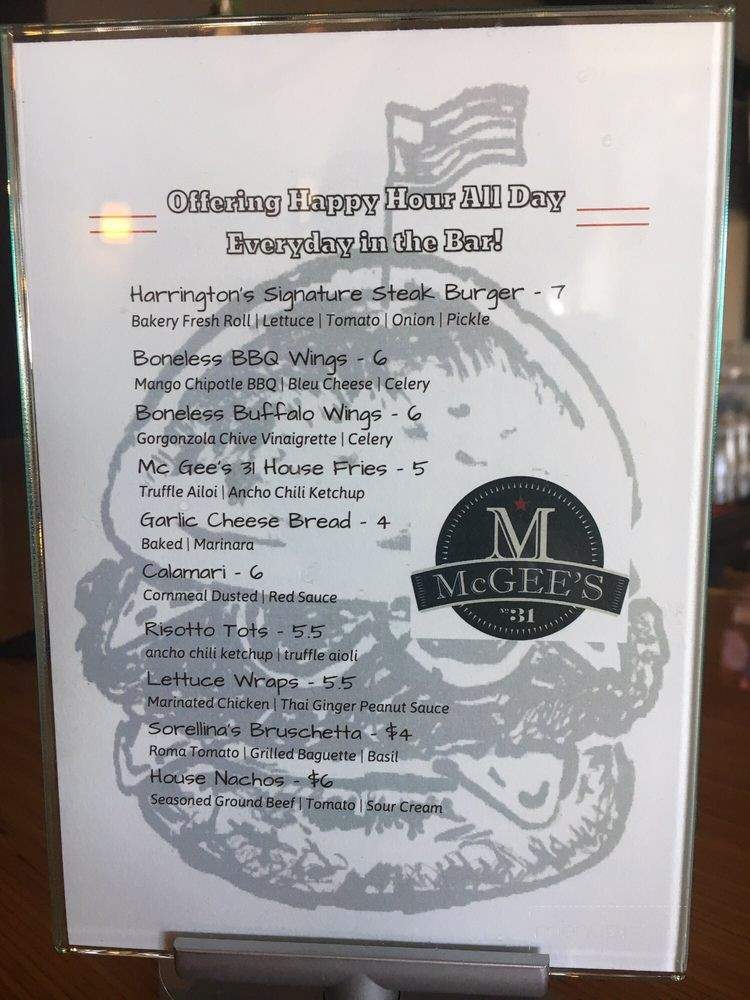 Offering Happy Hour All Day
Everyday in the Bar!
Harrington's Signature Steak Burger - 7
Bakery Fresh Roll | Lettuce | Tomato | Onion | Pickle
Boneless BBQ Wings - 6
Mango Chipotle BBQ | Bleu Cheese | Celery
Boneless Buffalo Wings - 6
Gorgonzola Chive Vinaigrette | Celery
Mc Gee's 31 House Fries - 5
Truffle Ailoi | Ancho Chili Ketchup
Garlic Cheese Bread - 4
Baked | Marinara
Calamari - 6
Cornmeal Dusted | Red Sauce
Risotto Tots - 5.5
ancho chili ketchup | truffle aioli
Lettuce Wraps - 5.5
Marinated Chicken | Thai Ginger Peanut Sauce
Sorellina's Bruschetta - $4
Roma Tomato | Grilled Baguette | Basil
House Nachos - $6
Seasoned Ground Beef | Tomato | Sour Cream
M
McGEE'S
Nº31